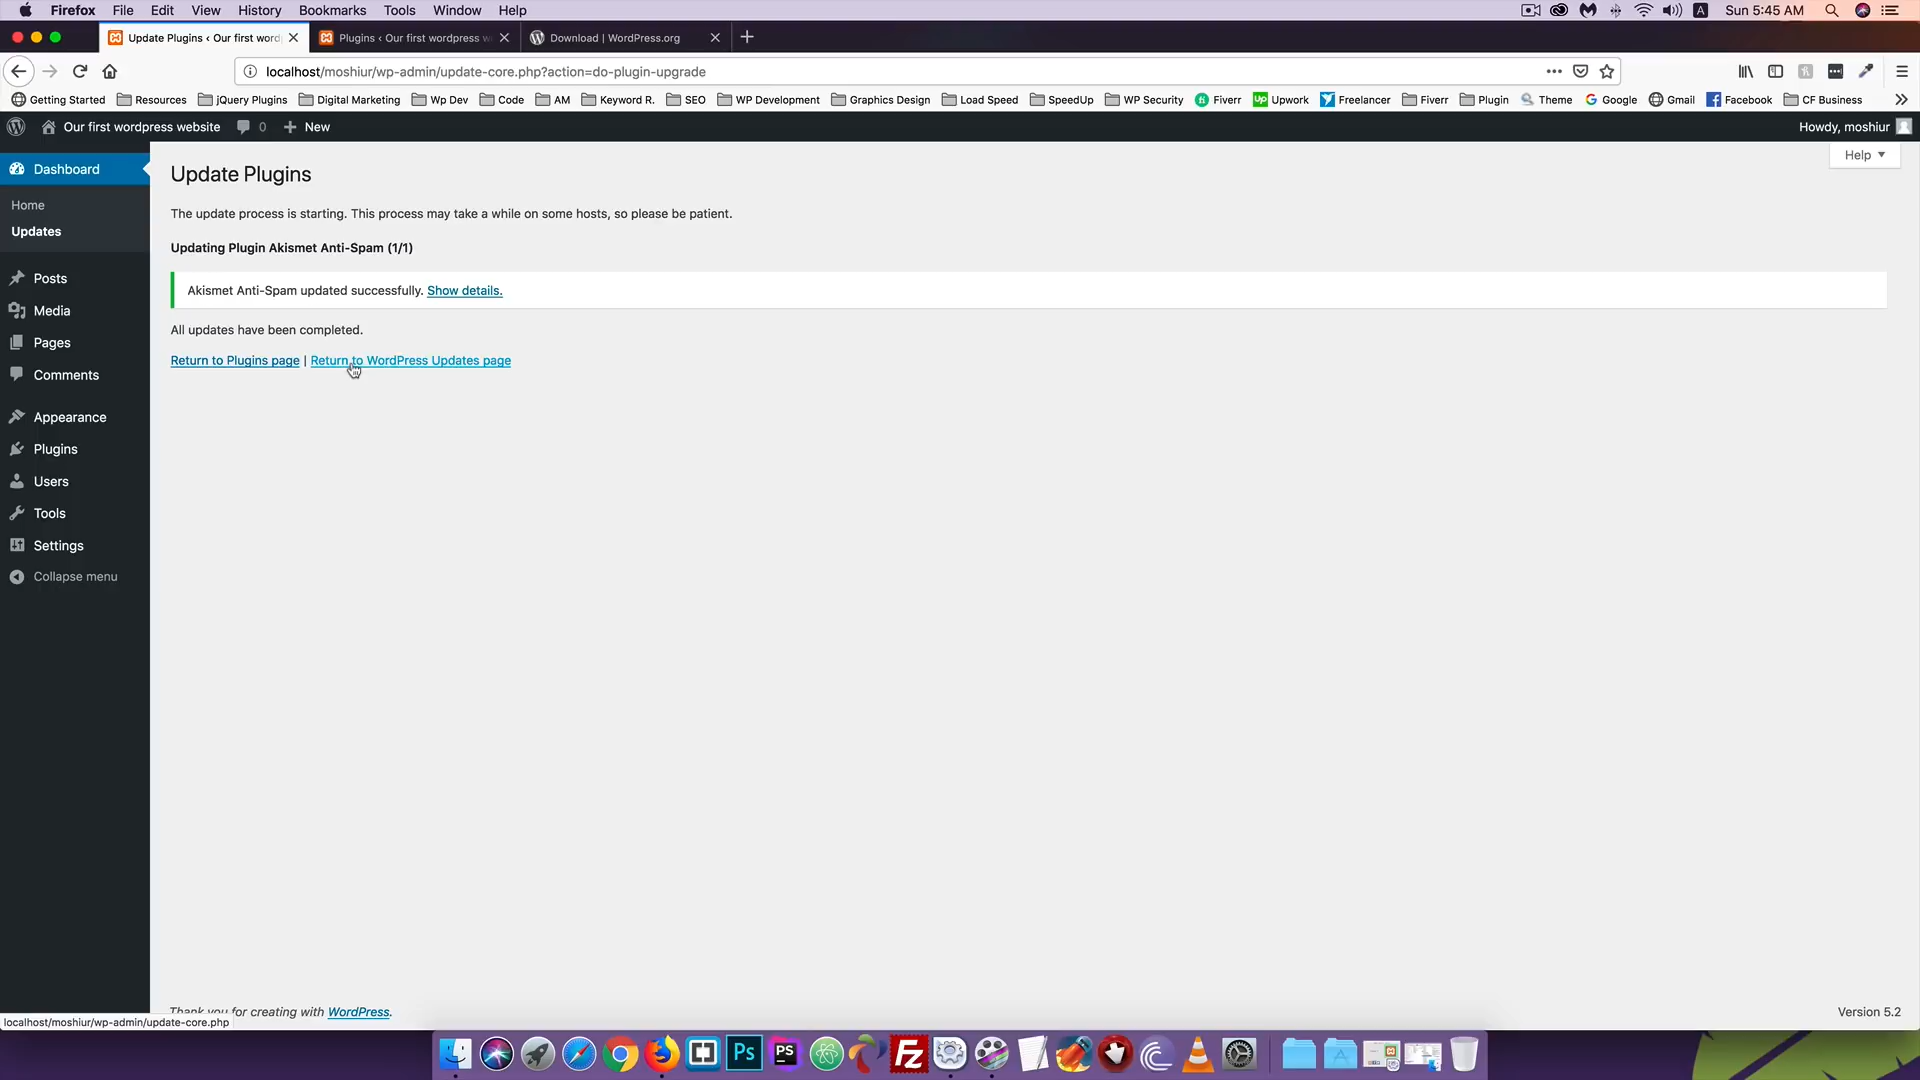 Firefox File Edit View History Bookmarks Tools Window Help A Sun 5:45 AM
Update Plugins ‹ Our first word
Plugins ‹ Our first wordpress w
Download | WordPress.org
localhost/moshiur/wp-admin/update-core.php?action=do-plugin-upgrade
Getting Started Resources jQuery Plugins Digital Marketing Wp Dev Code AM Keyword R. SEO WP Development Graphics Design Load Speed SpeedUp WP Security Fiverr Up Upwork Freelancer Fiverr Plugin Theme Google Gmail Facebook CF Business
Our first wordpress website 0 New Howdy, moshiur
Help
Dashboard
Home
Updates
Posts
Media
Pages
Comments
Appearance
Plugins
Users
Tools
Settings
Collapse menu
Update Plugins
The update process is starting. This process may take a while on some hosts, so please be patient.
Updating Plugin Akismet Anti-Spam (1/1)
Akismet Anti-Spam updated successfully. Show details.
All updates have been completed.
Return to Plugins page | Return to WordPress Updates page
Thank you for creating with WordPress.
Version 5.2
localhost/moshiur/wp-admin/update-core.php
Ps PS Fz